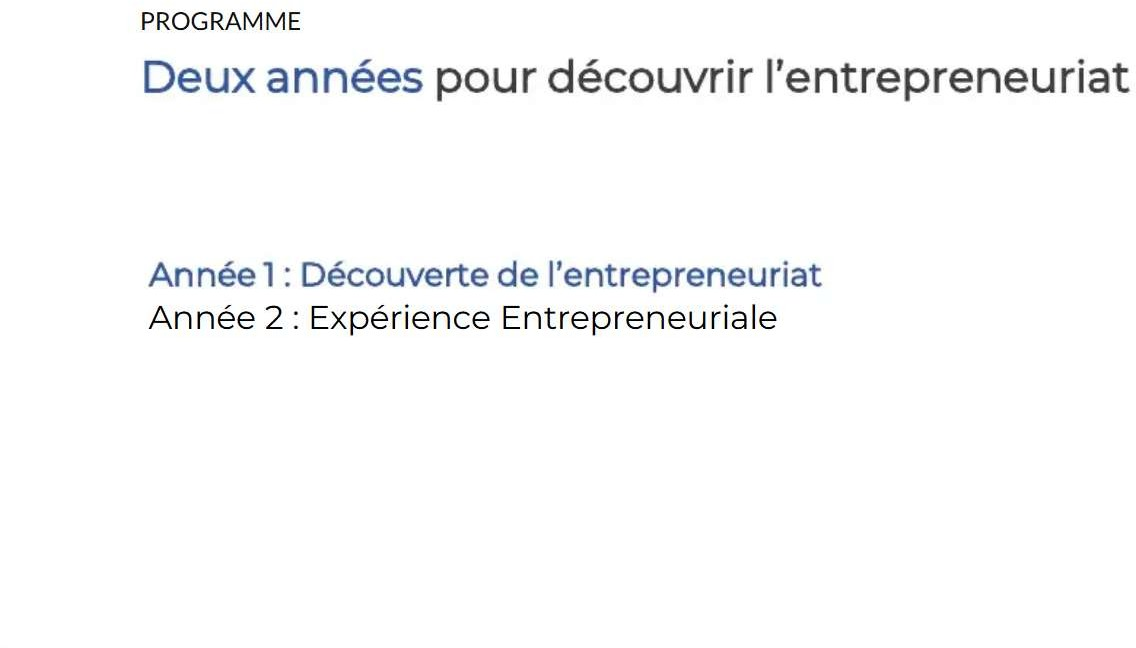 PROGRAMME
Deux années pour découvrir l’entrepreneuriat
Année 1 : Découverte de l’entrepreneuriat
Année 2 : Expérience Entrepreneuriale